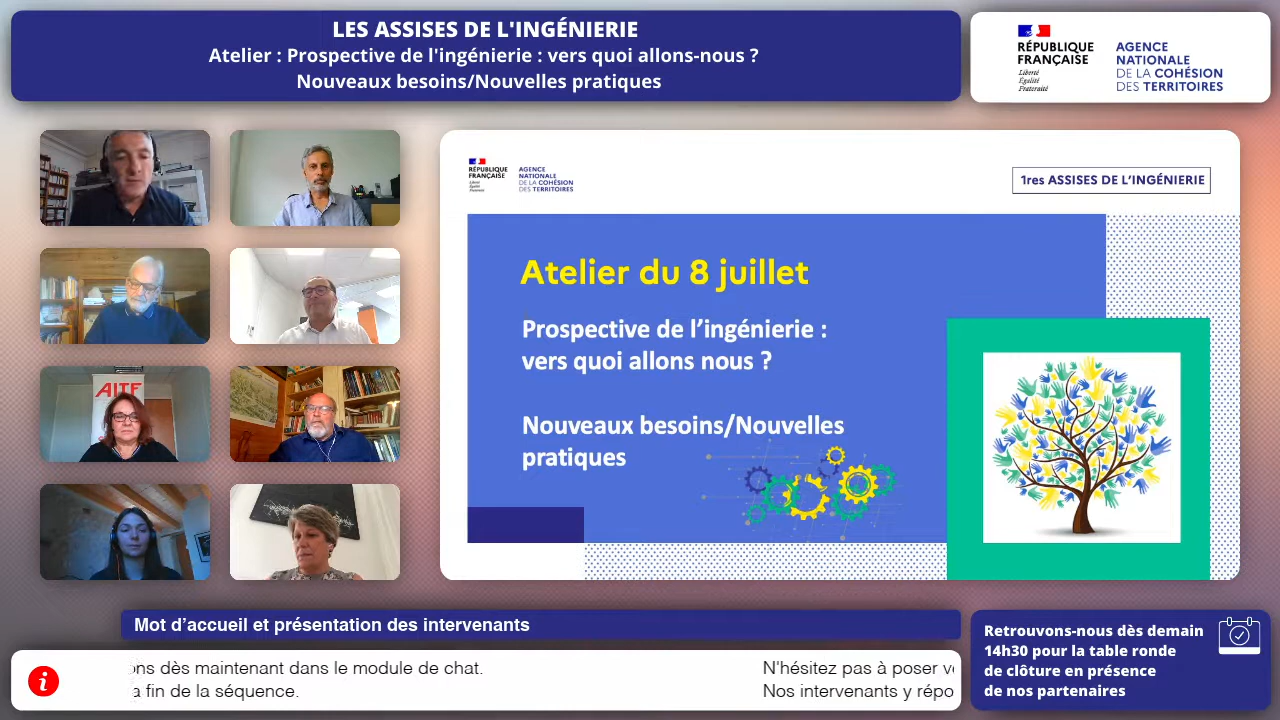 LES ASSISES DE L'INGÉNIERIE
Atelier : Prospective de l'ingénierie : vers quoi allons-nous ?
Nouveaux besoins/Nouvelles pratiques
RÉPUBLIQUE
FRANÇAISE
Liberté
Égalité
Fraternité
AGENCE
NATIONALE
DE LA COHÉSION
DES TERRITOIRES
AITF
RÉPUBLIQUE
FRANÇAISE
Liberté
Égalité
Fraternité
AGENCE
NATIONALE
DE LA COHÉSION
DES TERRITOIRES
1res ASSISES DE L'INGÉNIERIE
Atelier du 8 juillet
Prospective de l’ingénierie :
vers quoi allons nous ?
Nouveaux besoins/Nouvelles
pratiques
Mot d’accueil et présentation des intervenants
ons dès maintenant dans le module de chat.
a fin de la séquence.
N'hésitez pas à poser v
Nos intervenants y répo
Retrouvons-nous dès demain
14h30 pour la table ronde
de clôture en présence
de nos partenaires